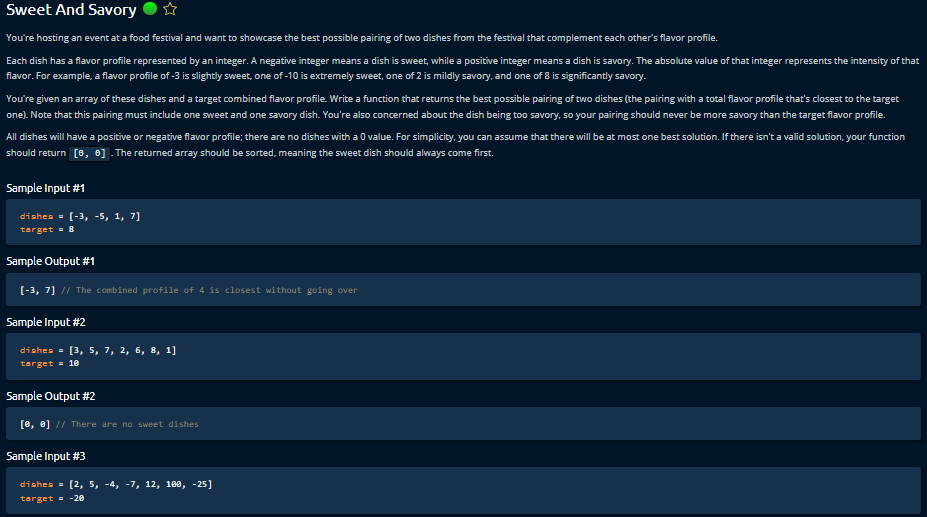 Sweet And Savory
You're hosting an event at a food festival and want to showcase the best possible pairing of two dishes from the festival that complement each other's flavor profile.
Each dish has a flavor profile represented by an integer. A negative integer means a dish is sweet, while a positive integer means a dish is savory. The absolute value of that integer represents the intensity of that
flavor. For example, a flavor profile of -3 is slightly sweet, one of -10 is extremely sweet, one of 2 is mildly savory, and one of 8 is significantly savory.
You're given an array of these dishes and a target combined flavor profile. Write a function that returns the best possible pairing of two dishes (the pairing with a total flavor profile that's closest to the target
one). Note that this pairing must include one sweet and one savory dish. You're also concerned about the dish being too savory, so your pairing should never be more savory than the target flavor profile.
All dishes will have a positive or negative flavor profile; there are no dishes with a 0 value. For simplicity, you can assume that there will be at most one best solution. If there isn't a valid solution, your function
should return [0, 0] . The returned array should be sorted, meaning the sweet dish should always come first.
Sample Input #1
dishes = [-3, -5, 1, 7]
target = 8
Sample Output #1
[-3, 7] // The combined profile of 4 is closest without going over
Sample Input #2
dishes = [3, 5, 7, 2, 6, 8, 1]
target = 10
Sample Output #2
[0, 0] // There are no sweet dishes
Sample Input #3
dishes = [2, 5, -4, -7, 12, 100, -25]
target = -20